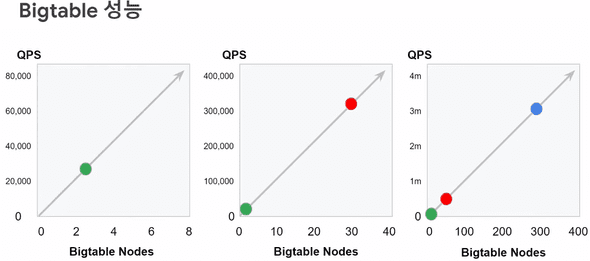 Bigtable 성능
QPS
80,000
60,000
40,000
20,000
0
0 2 4 6 8
Bigtable Nodes
QPS
400,000
300,000
200,000
100,000
0
0 10 20 30 40
Bigtable Nodes
QPS
4m
3m
2m
1m
0
0 100 200 300 400
Bigtable Nodes